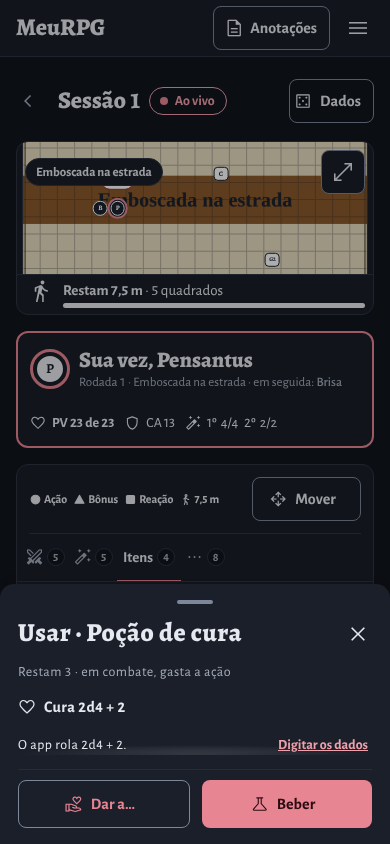 MeuRPG
Anotações
Sessão 1
Ao vivo
Dados
Emboscada na estrada
C
Emboscada na estrada
B
P
G1
Restam 7,5 m · 5 quadrados
P
Sua vez, Pensantus
Rodada 1 · Emboscada na estrada · em seguida: Brisa
PV 23 de 23
CA 13
1º 4/4 2º 2/2
Ação
Bônus
Reação
7,5 m
Mover
5
5
Itens 4
··· 8
Usar · Poção de cura
Restam 3 · em combate, gasta a ação
Cura 2d4 + 2
O app rola 2d4 + 2.
Digitar os dados
Dar a…
Beber